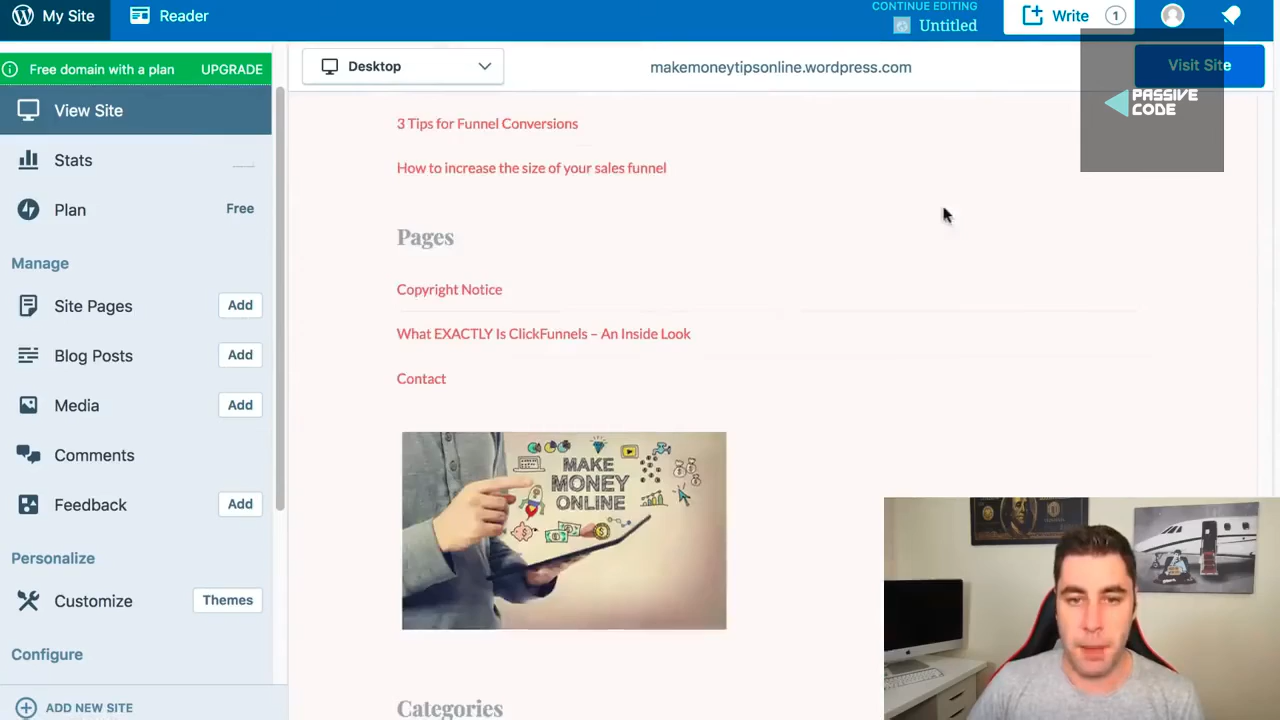 My Site
Reader
CONTINUE EDITING
Untitled
Write
1
Free domain with a plan
UPGRADE
Desktop
makemoneytipsonline.wordpress.com
Visit Site
PASSIVE
CODE
View Site
Stats
Plan
Free
Manage
Site Pages
Add
Blog Posts
Add
Media
Add
Comments
Feedback
Add
Personalize
Customize
Themes
Configure
ADD NEW SITE
3 Tips for Funnel Conversions
How to increase the size of your sales funnel
Pages
Copyright Notice
What EXACTLY Is ClickFunnels – An Inside Look
Contact
MAKE
MONEY
ONLINE
Categories